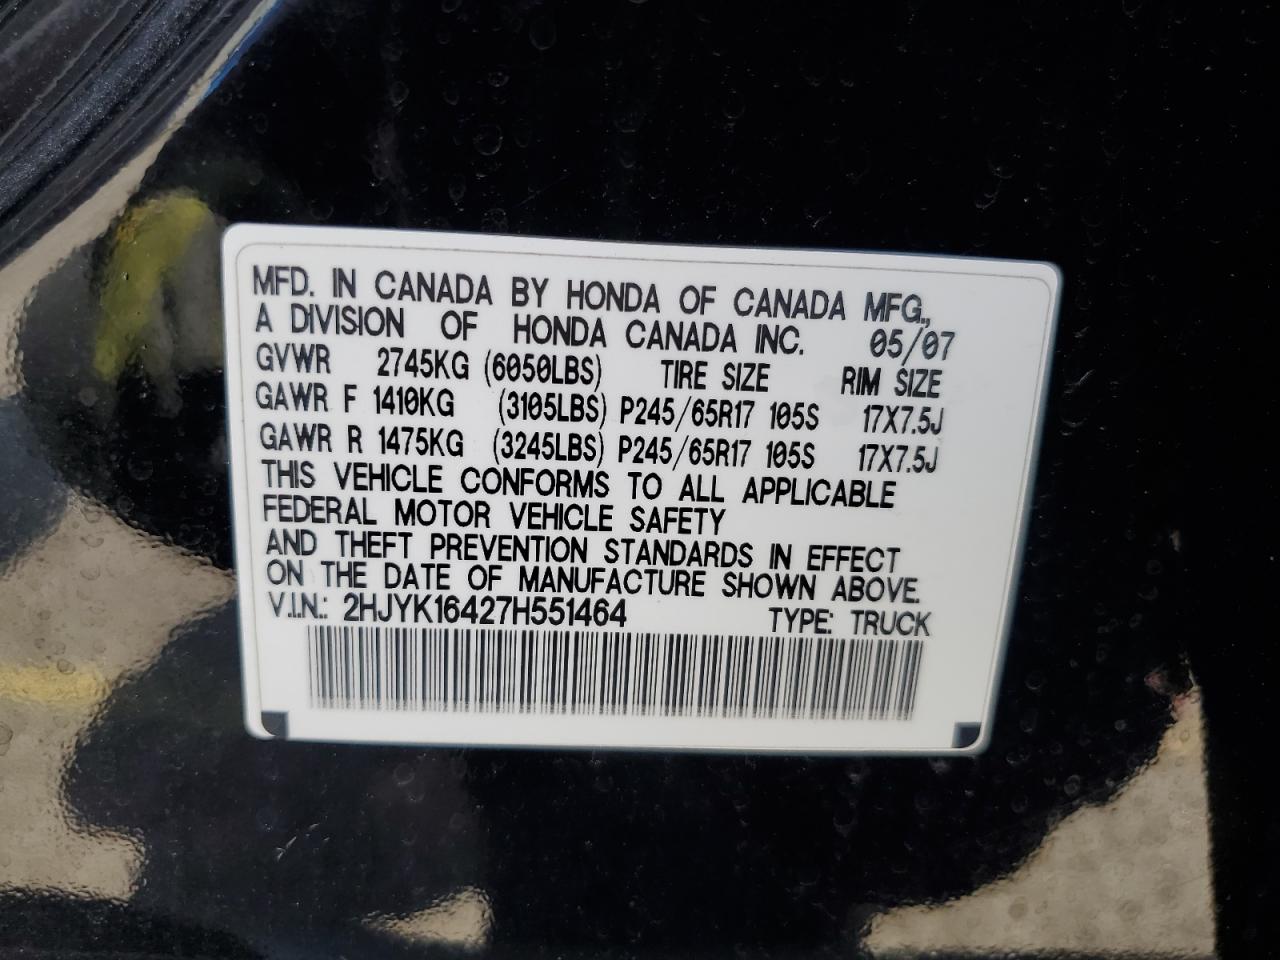 MFD. IN CANADA BY HONDA OF CANADA MFG.,
A DIVISION OF HONDA CANADA INC. 05/07
GVWR 2745KG (6050LBS) TIRE SIZE RIM SIZE
GAWR F 1410KG (3105LBS) P245/65R17 105S 17X7.5J
GAWR R 1475KG (3245LBS) P245/65R17 105S 17X7.5J
THIS VEHICLE CONFORMS TO ALL APPLICABLE
FEDERAL MOTOR VEHICLE SAFETY
AND THEFT PREVENTION STANDARDS IN EFFECT
ON THE DATE OF MANUFACTURE SHOWN ABOVE.
V.I.N.: 2HJYK16427H551464 TYPE: TRUCK